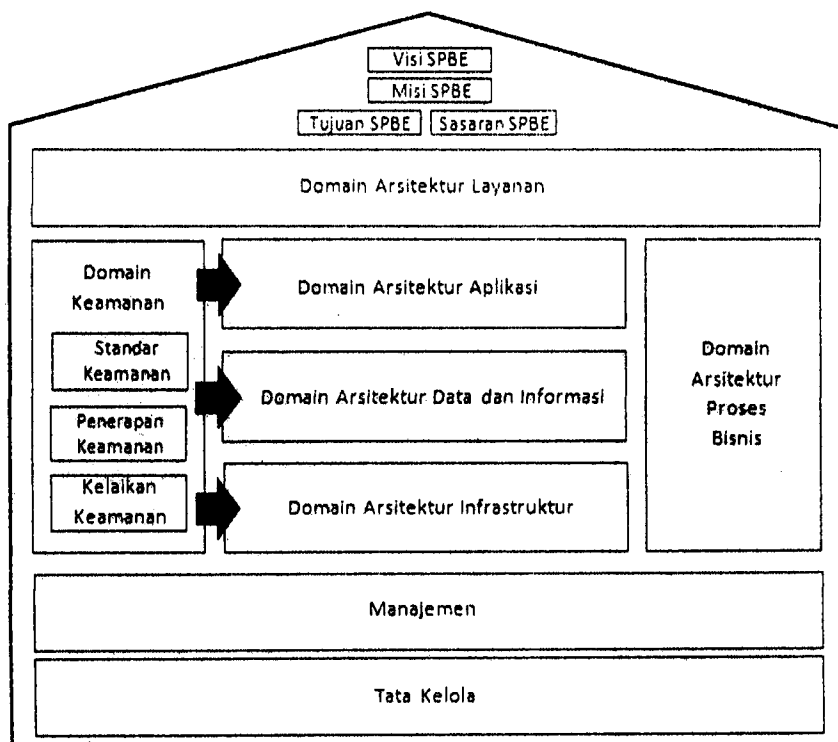 Visi SPBE
Misi SPBE
Tujuan SPBE
Sasaran SPBE
Domain Arsitektur Layanan
Domain
Keamanan
Standar
Keamanan
Penerapan
Keamanan
Kelaikan
Keamanan
Domain Arsitektur Aplikasi
Domain Arsitektur Data dan Informasi
Domain Arsitektur Infrastruktur
Domain
Arsitektur
Proses
Bisnis
Manajemen
Tata Kelola